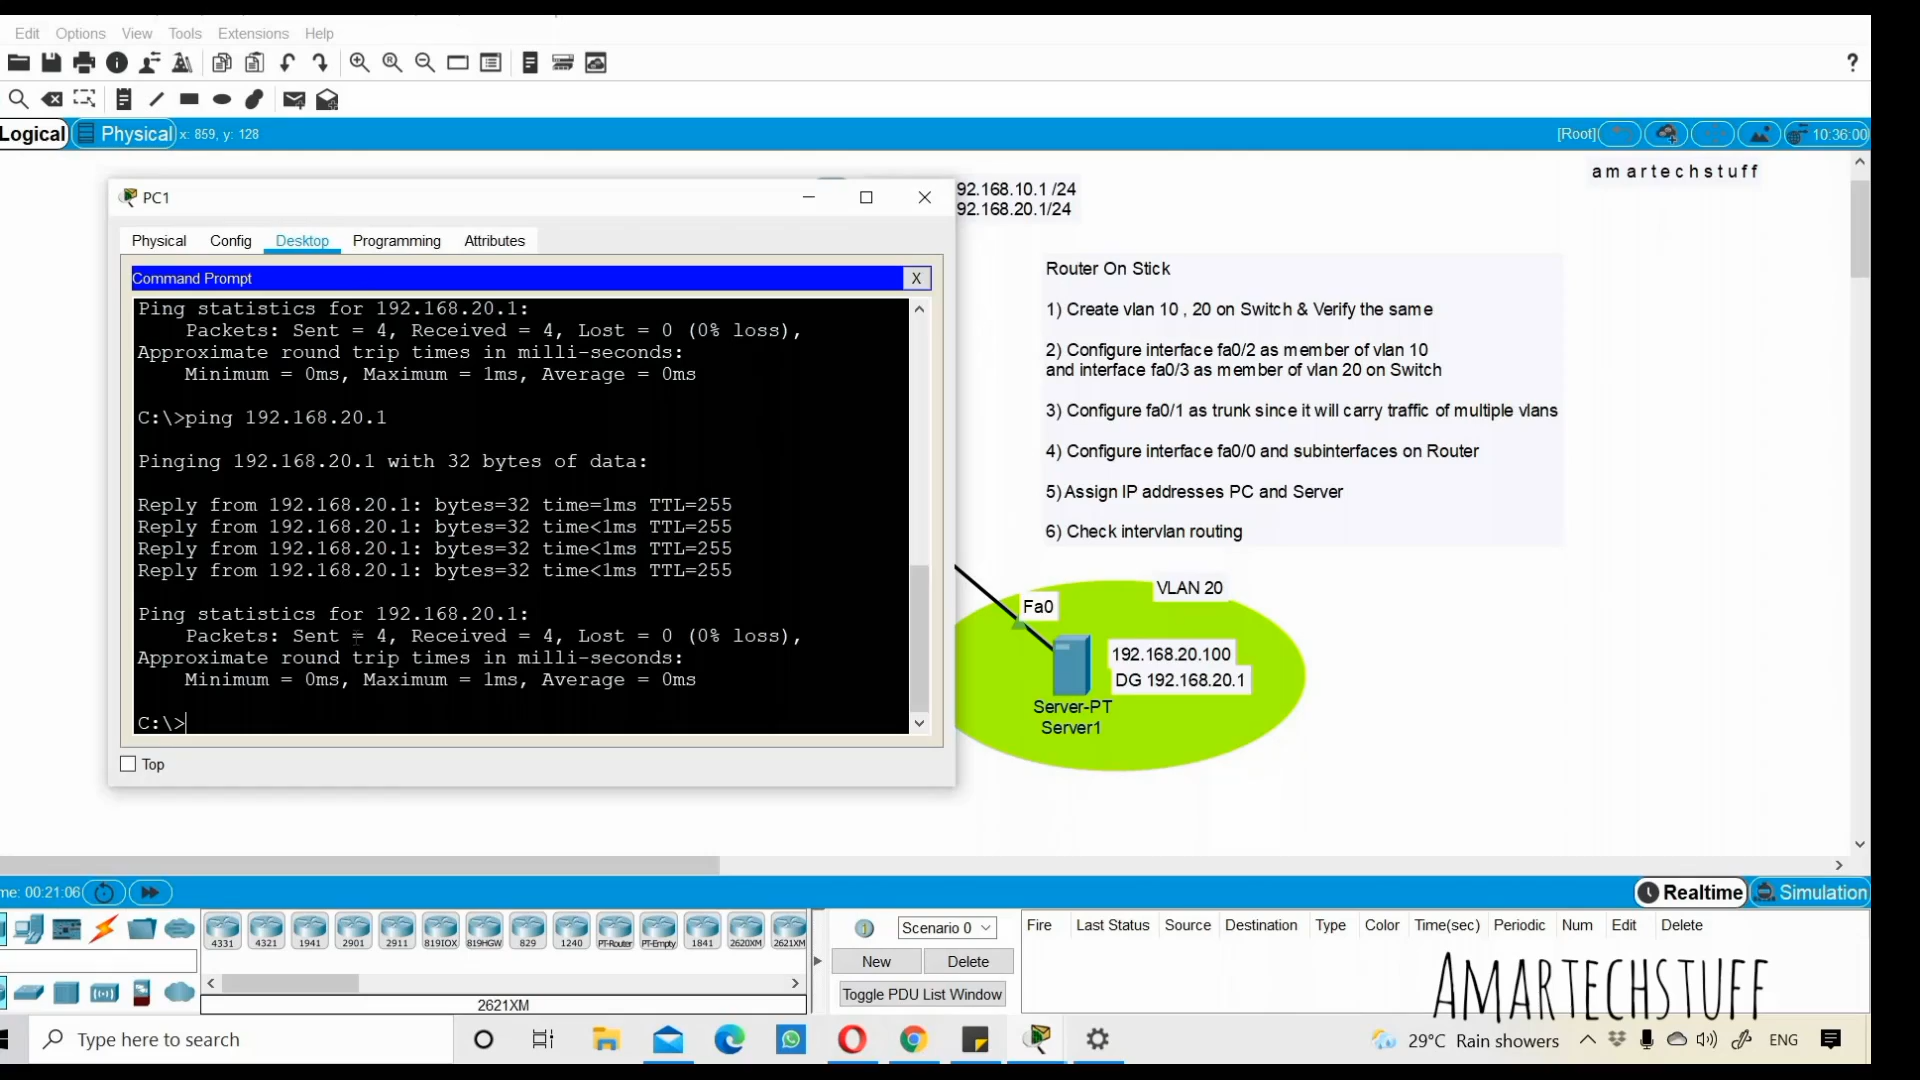 Edit Options View Tools Extensions Help
?
Logical Physical x: 859, y: 128 [Root] 10:36:00
a m a r t e c h s t u f f
92.168.10.1 /24
92.168.20.1/24
PC1
Physical Config Desktop Programming Attributes
Command Prompt X
Ping statistics for 192.168.20.1:
Packets: Sent = 4, Received = 4, Lost = 0 (0% loss),
Approximate round trip times in milli-seconds:
Minimum = 0ms, Maximum = 1ms, Average = 0ms
C:\>ping 192.168.20.1
Pinging 192.168.20.1 with 32 bytes of data:
Reply from 192.168.20.1: bytes=32 time=1ms TTL=255
Reply from 192.168.20.1: bytes=32 time<1ms TTL=255
Reply from 192.168.20.1: bytes=32 time<1ms TTL=255
Reply from 192.168.20.1: bytes=32 time<1ms TTL=255
Ping statistics for 192.168.20.1:
Packets: Sent = 4, Received = 4, Lost = 0 (0% loss),
Approximate round trip times in milli-seconds:
Minimum = 0ms, Maximum = 1ms, Average = 0ms
C:\>
Top
Router On Stick
1) Create vlan 10 , 20 on Switch & Verify the same
2) Configure interface fa0/2 as member of vlan 10
and interface fa0/3 as member of vlan 20 on Switch
3) Configure fa0/1 as trunk since it will carry traffic of multiple vlans
4) Configure interface fa0/0 and subinterfaces on Router
5) Assign IP addresses PC and Server
6) Check intervlan routing
VLAN 20
Fa0
192.168.20.100
DG 192.168.20.1
Server-PT
Server1
me: 00:21:06 Realtime Simulation
4331 4321 1941 2901 2911 819IOX 819HGW 829 1240 PT-Router PT-Empty 1841 2620XM 2621XM
2621XM
Scenario 0
New Delete
Toggle PDU List Window
Fire Last Status Source Destination Type Color Time(sec) Periodic Num Edit Delete
AMARTECHSTUFF
Type here to search 29°C Rain showers ENG